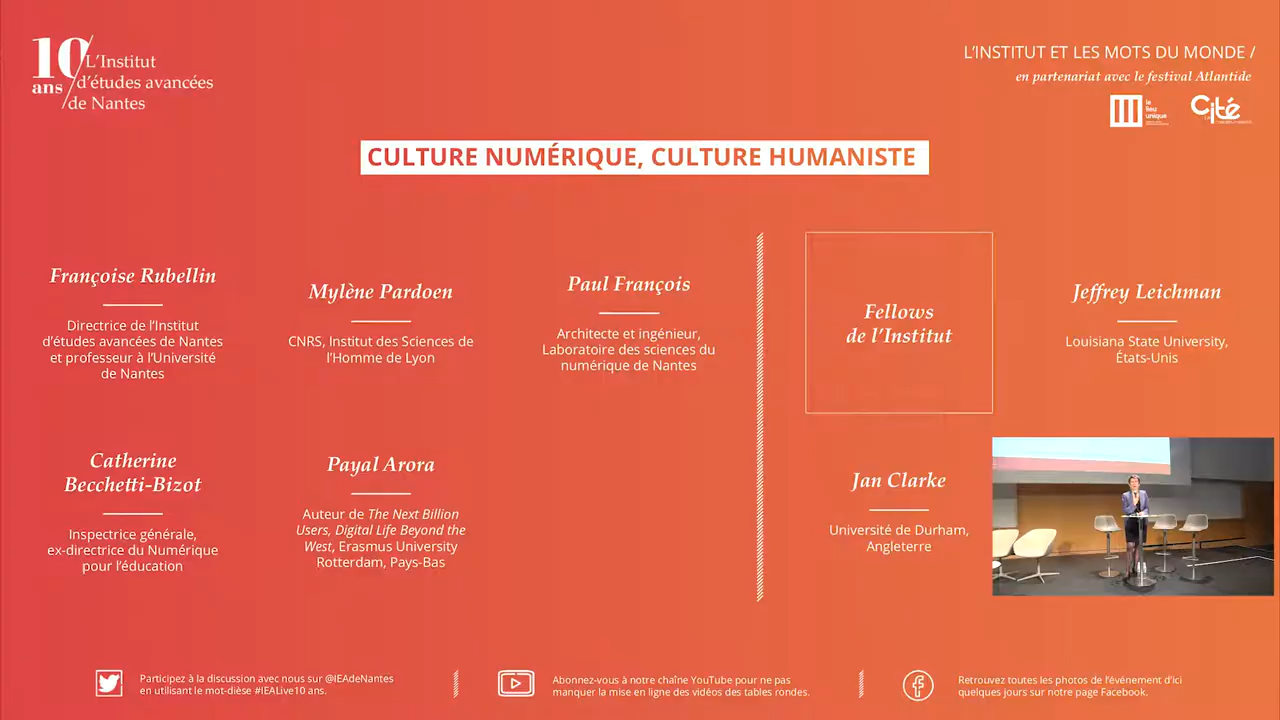 10 ans
L'Institut
d'études avancées
de Nantes
L'INSTITUT ET LES MOTS DU MONDE /
en partenariat avec le festival Atlantide
le
lieu
unique
Cité
CULTURE NUMÉRIQUE, CULTURE HUMANISTE
Françoise Rubellin
Directrice de l'Institut
d'études avancées de Nantes
et professeur à l'Université
de Nantes
Mylène Pardoen
CNRS, Institut des Sciences de
l'Homme de Lyon
Paul François
Architecte et ingénieur,
Laboratoire des sciences du
numérique de Nantes
Fellows
de l'Institut
Jeffrey Leichman
Louisiana State University,
États-Unis
Catherine
Becchetti-Bizot
Inspectrice générale,
ex-directrice du Numérique
pour l'éducation
Payal Arora
Auteur de The Next Billion
Users, Digital Life Beyond the
West, Erasmus University
Rotterdam, Pays-Bas
Jan Clarke
Université de Durham,
Angleterre
Participez à la discussion avec nous sur @IEAdeNantes
en utilisant le mot-dièse #IEALive10 ans.
Abonnez-vous à notre chaîne YouTube pour ne pas
manquer la mise en ligne des vidéos des tables rondes.
Retrouvez toutes les photos de l'événement d'ici
quelques jours sur notre page Facebook.